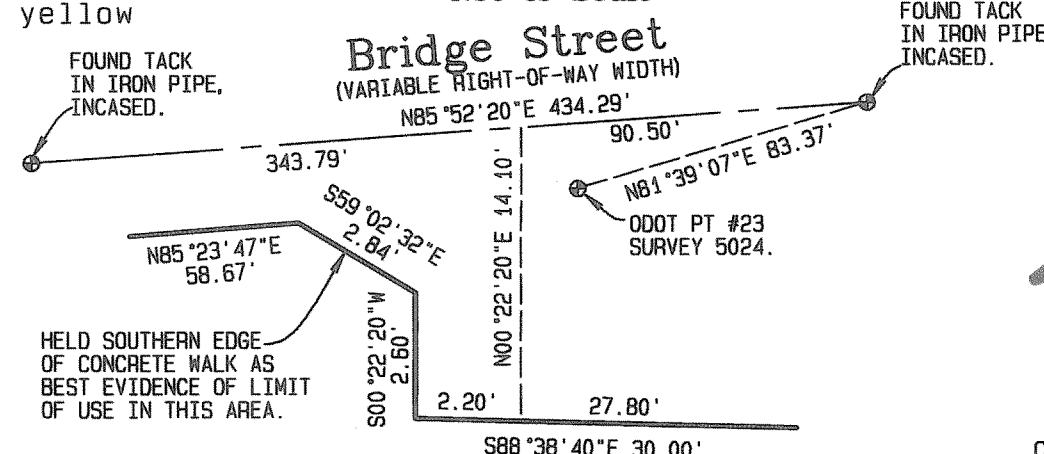 yellow
FOUND TACK
IN IRON PIPE,
INCASED.
Bridge Street
(VARIABLE RIGHT-OF-WAY WIDTH)
FOUND TACK
IN IRON PIPE
INCASED.
N85°52'20"E 434.29'
343.79'
90.50'
N81°39'07"E 83.37'
ODOT PT #23
SURVEY 5024.
N00°22'20"E 14.10'
S59°02'32"E
2.84'
N85°23'47"E
58.67'
HELD SOUTHERN EDGE
OF CONCRETE WALK AS
BEST EVIDENCE OF LIMIT
OF USE IN THIS AREA.
S00°22'20"W
2.60'
2.20'
27.80'
S88°38'40"E 30.00'